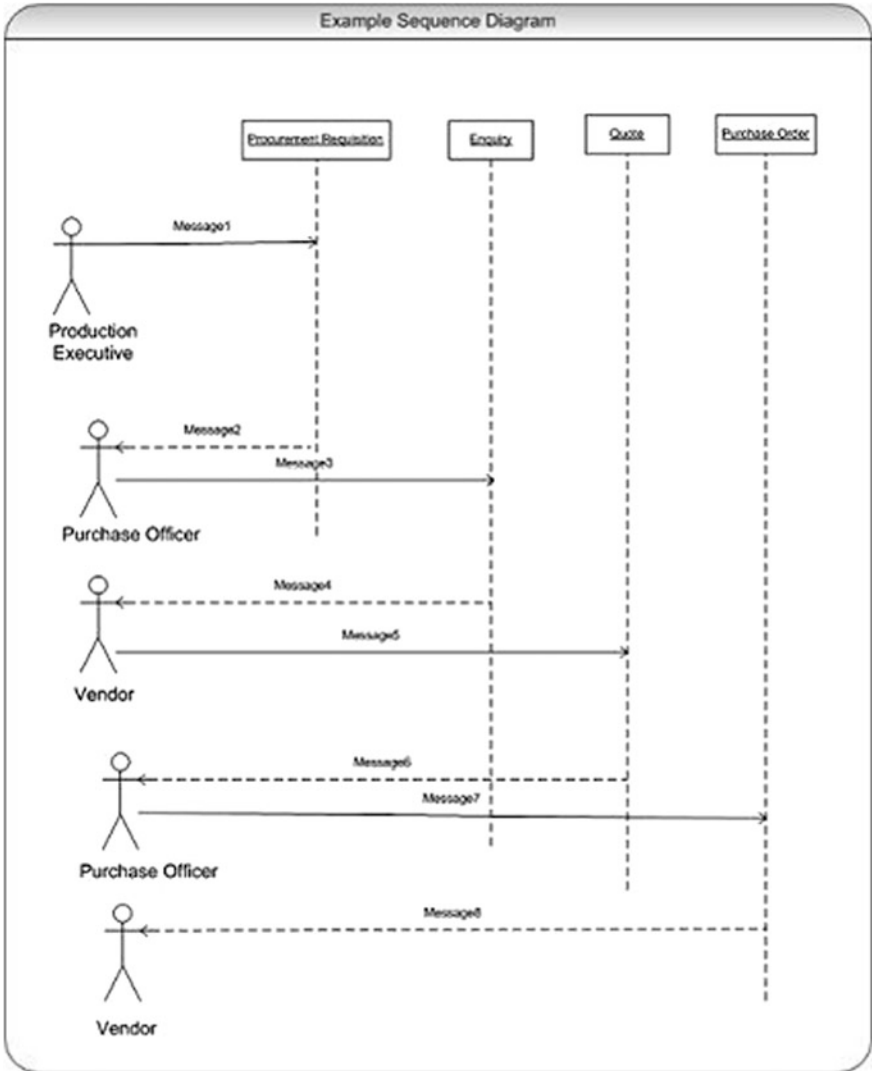 Example Sequence Diagram
Procurement Requisition
Enquiry
Quote
Purchase Order
Message1
Production
Executive
Message2
Message3
Purchase Officer
Message4
Message5
Vendor
Message6
Message7
Purchase Officer
Message8
Vendor